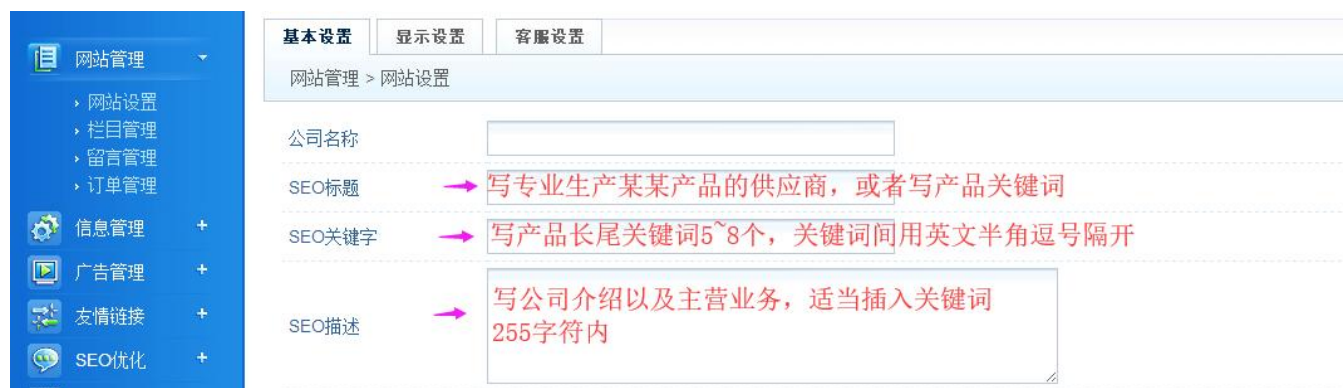 网站管理
网站设置
栏目管理
留言管理
订单管理
信息管理 +
广告管理 +
友情链接 +
SEO优化 +
基本设置 显示设置 客服设置
网站管理 > 网站设置
公司名称
SEO标题 写专业生产某某产品的供应商，或者写产品关键词
SEO关键字 写产品长尾关键词5~8个，关键词间用英文半角逗号隔开
SEO描述 写公司介绍以及主营业务，适当插入关键词
255字符内